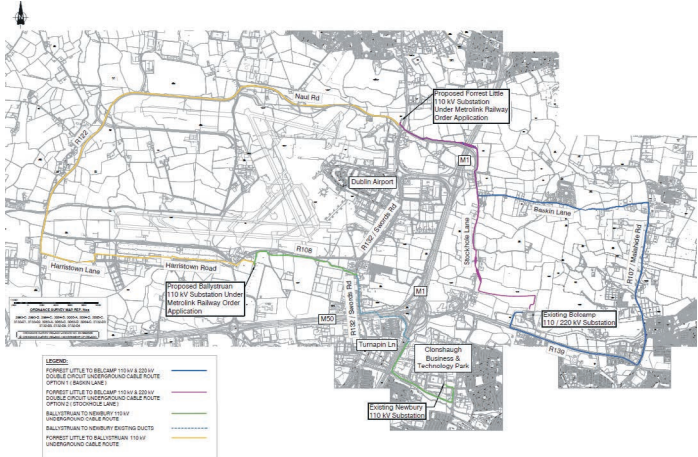 N
Naul Rd
Proposed Forrest Little
110 kV Substation
Under Metrolink Railway
Order Application
R122
M1
Dublin Airport
R132 / Swords Rd
Baskin Lane
Stockhole Lane
R107 / Malahide Rd
R108
Harristown Lane
Harristown Road
Proposed Ballystruan
110 kV Substation Under
Metrolink Railway Order
Application
M1
R132 / Swords Rd
M50
Existing Belcamp
110 / 220 kV Substation
Turnapin Ln
Clonshaugh
Business &
Technology Park
R139
Existing Newbury
110 kV Substation
LEGEND:
FORREST LITTLE TO BELCAMP 110 kV & 220 kV
DOUBLE CIRCUIT UNDERGROUND CABLE ROUTE
OPTION 1 ( BASKIN LANE )
FORREST LITTLE TO BELCAMP 110 kV & 220 kV
DOUBLE CIRCUIT UNDERGROUND CABLE ROUTE
OPTION 2 ( STOCKHOLE LANE )
BALLYSTRUAN TO NEWBURY 110 kV
UNDERGROUND CABLE ROUTE
BALLYSTRUAN TO NEWBURY EXISTING DUCTS
FORREST LITTLE TO BALLYSTRUAN 110 kV
UNDERGROUND CABLE ROUTE